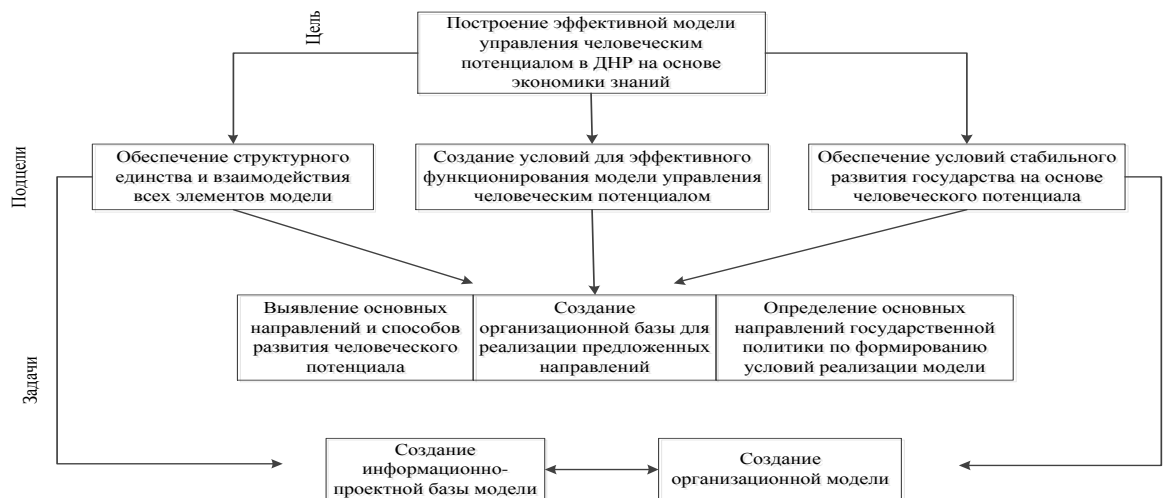 Цель
Построение эффективной модели
управления человеческим
потенциалом в ДНР на основе
экономики знаний
Подцели
Обеспечение структурного
единства и взаимодействия
всех элементов модели
Создание условий для эффективного
функционирования модели управления
человеческим потенциалом
Обеспечение условий стабильного
развития государства на основе
человеческого потенциала
Задачи
Выявление основных
направлений и способов
развития человеческого
потенциала
Создание
организационной базы для
реализации предложенных
направлений
Определение основных
направлений государственной
политики по формированию
условий реализации модели
Создание
информационно-
проектной базы модели
Создание
организационной модели